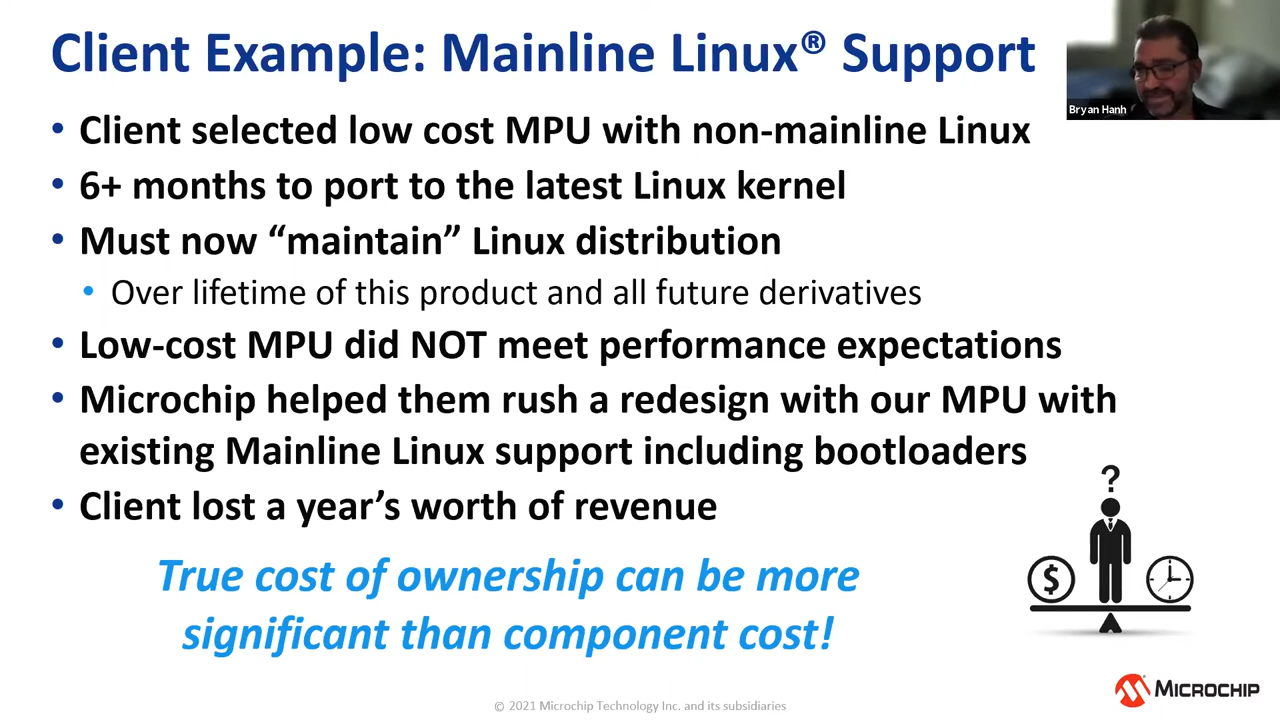 Client Example: Mainline Linux® Support
Bryan Hanh
• Client selected low cost MPU with non-mainline Linux
• 6+ months to port to the latest Linux kernel
• Must now “maintain” Linux distribution
• Over lifetime of this product and all future derivatives
• Low-cost MPU did NOT meet performance expectations
• Microchip helped them rush a redesign with our MPU with
existing Mainline Linux support including bootloaders
• Client lost a year’s worth of revenue
?
$
True cost of ownership can be more
significant than component cost!
MICROCHIP
© 2021 Microchip Technology Inc. and its subsidiaries